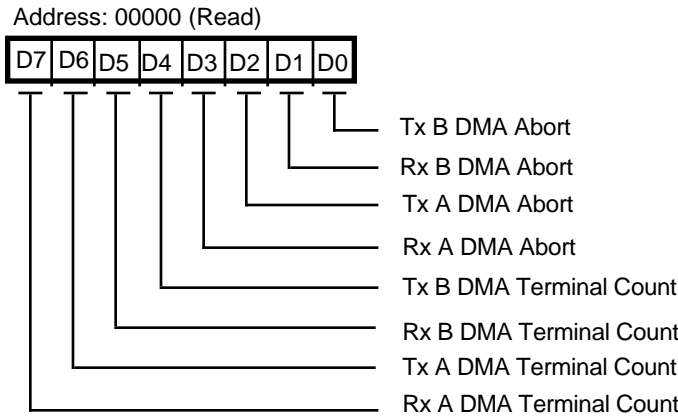 Address: 00000 (Read)
D7 D6 D5 D4 D3 D2 D1 D0
Tx B DMA Abort
Rx B DMA Abort
Tx A DMA Abort
Rx A DMA Abort
Tx B DMA Terminal Count
Rx B DMA Terminal Count
Tx A DMA Terminal Count
Rx A DMA Terminal Count